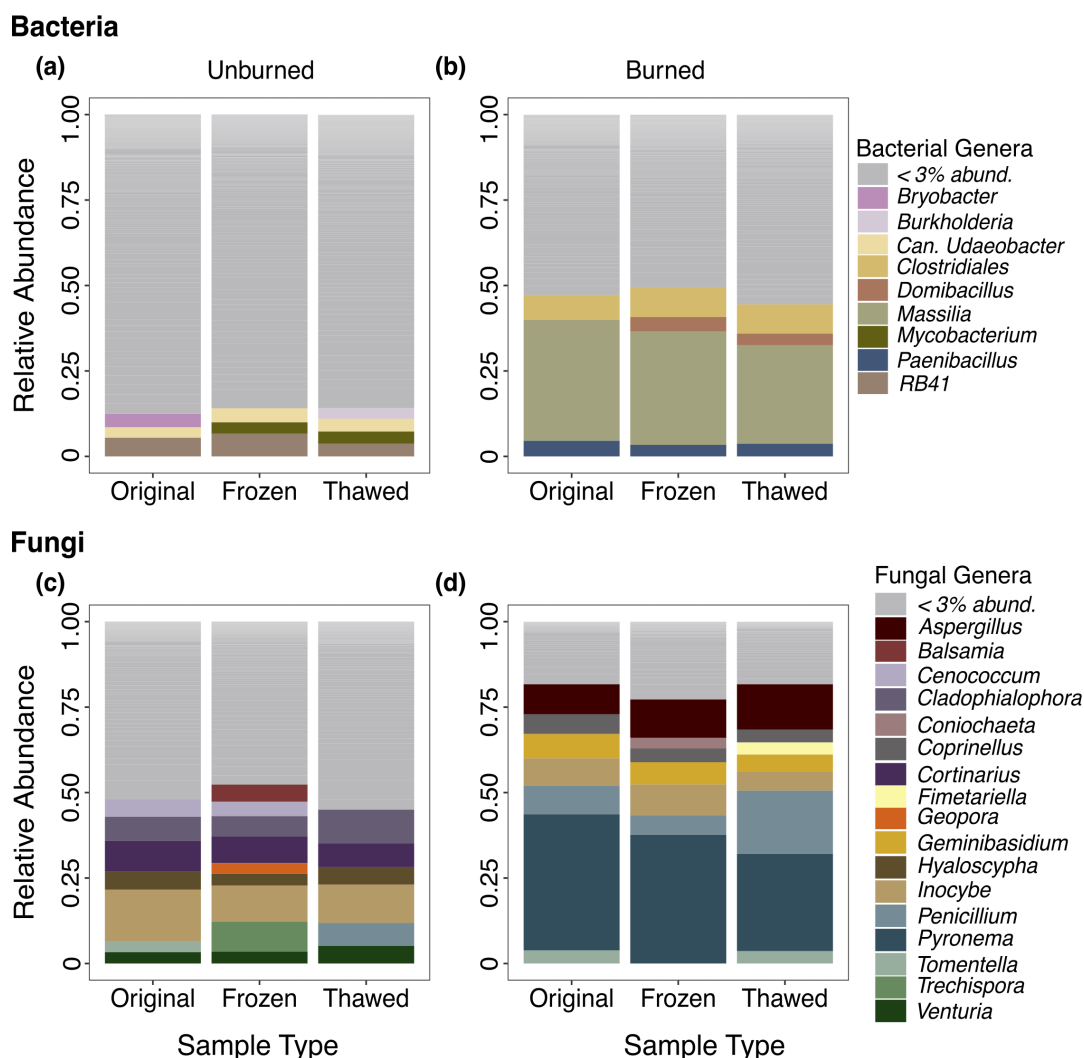 Bacteria
(a)
Unburned
(b)
Burned
Relative Abundance
1.00
0.75
0.50
0.25
0
Original Frozen Thawed
1.00
0.75
0.50
0.25
0
Original Frozen Thawed
Bacterial Genera
< 3% abund.
Bryobacter
Burkholderia
Can. Udaeobacter
Clostridiales
Domibacillus
Massilia
Mycobacterium
Paenibacillus
RB41
Fungi
(c)
(d)
Relative Abundance
1.00
0.75
0.50
0.25
0
Original Frozen Thawed
Sample Type
1.00
0.75
0.50
0.25
0
Original Frozen Thawed
Sample Type
Fungal Genera
< 3% abund.
Aspergillus
Balsamia
Cenococcum
Cladophialophora
Coniochaeta
Coprinellus
Cortinarius
Fimetariella
Geopora
Geminibasidium
Hyaloscypha
Inocybe
Penicillium
Pyronema
Tomentella
Trechispora
Venturia